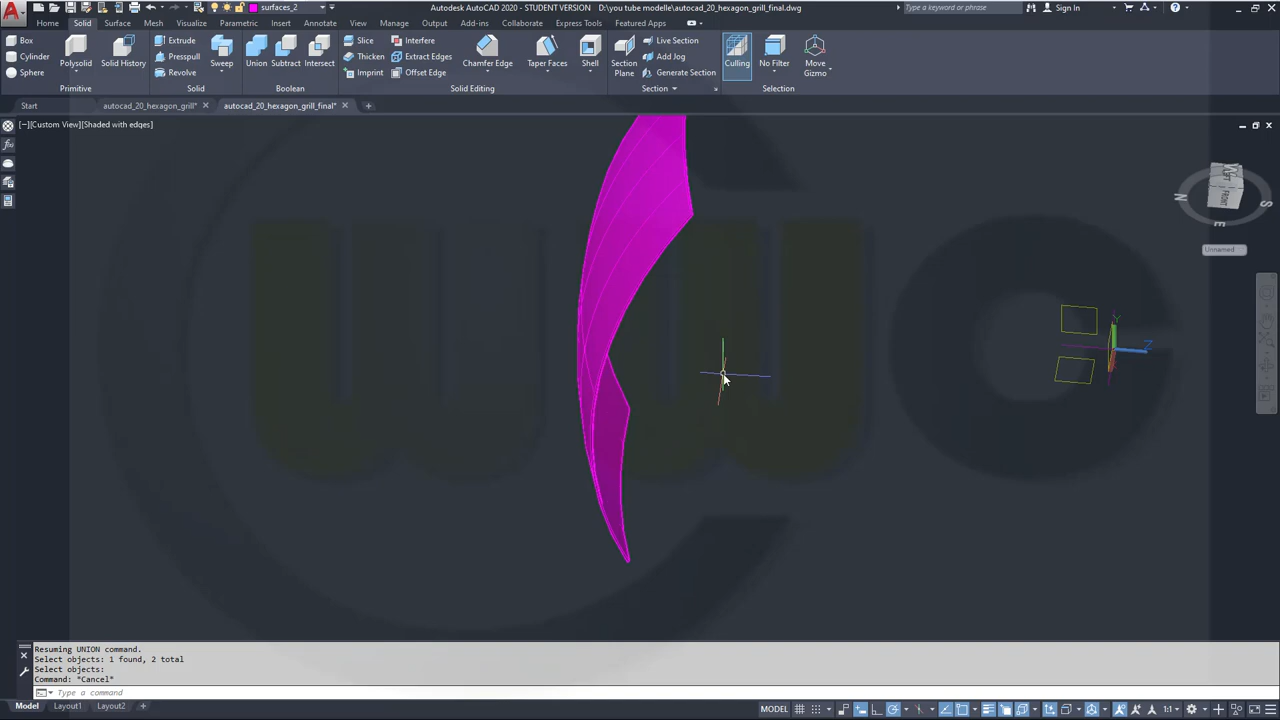 surfaces_2
Autodesk AutoCAD 2020 - STUDENT VERSION D:\you tube modelle\autocad_20_hexagon_grill_final.dwg
Type a keyword or phrase
Sign In
Home Solid Surface Mesh Visualize Parametric Insert Annotate View Manage Output Add-ins Collaborate Express Tools Featured Apps
Box
Cylinder
Sphere
Polysolid
Solid History
Primitive
Extrude
Presspull
Revolve
Sweep
Union
Subtract
Intersect
Boolean
Slice
Thicken
Imprint
Interfere
Extract Edges
Offset Edge
Chamfer Edge
Taper Faces
Shell
Solid Editing
Section Plane
Live Section
Add Jog
Generate Section
Section
Culling
No Filter
Move Gizmo
Selection
Start
autocad_20_hexagon_grill*
autocad_20_hexagon_grill_final*
[−][Custom View][Shaded with edges]
FRONT
N
S
E
Unnamed
Y
Z
Resuming UNION command.
Select objects: 1 found, 2 total
Select objects:
Command: *Cancel*
Type a command
Model Layout1 Layout2
MODEL
1:1